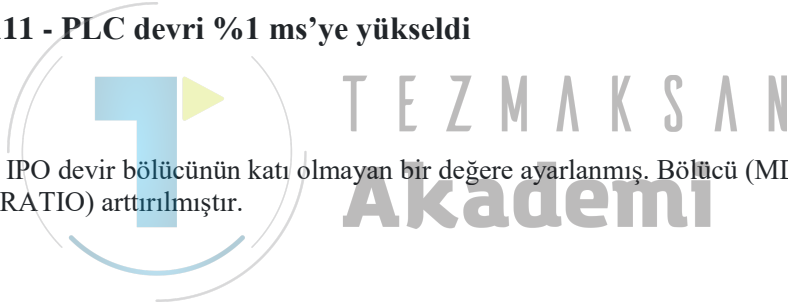 11 - PLC devri %1 ms’ye yükseldi
TEZMAKSAN
IPO devir bölücünün katı olmayan bir değere ayarlanmış. Bölücü (MD
RATIO) arttırılmıştır.
Akademi